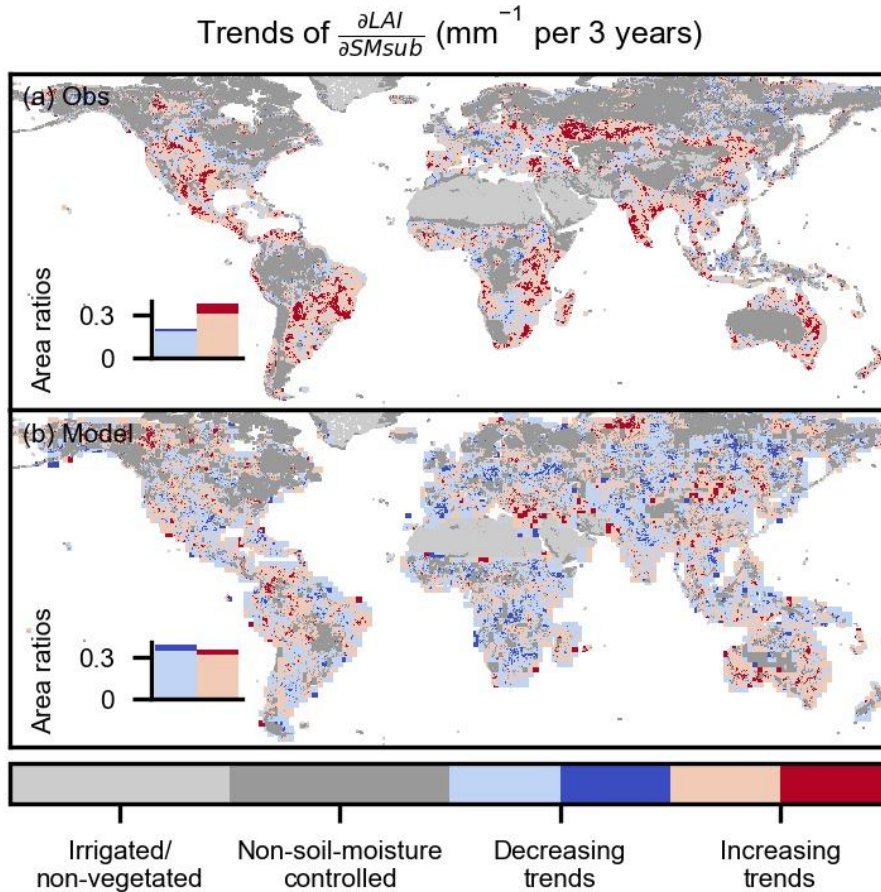 Trends of ∂LAI/∂SMsub (mm⁻¹ per 3 years)
(a) Obs
0.3
0
Area ratios
(b) Model
0.3
0
Area ratios
Irrigated/
non-vegetated
Non-soil-moisture
controlled
Decreasing
trends
Increasing
trends